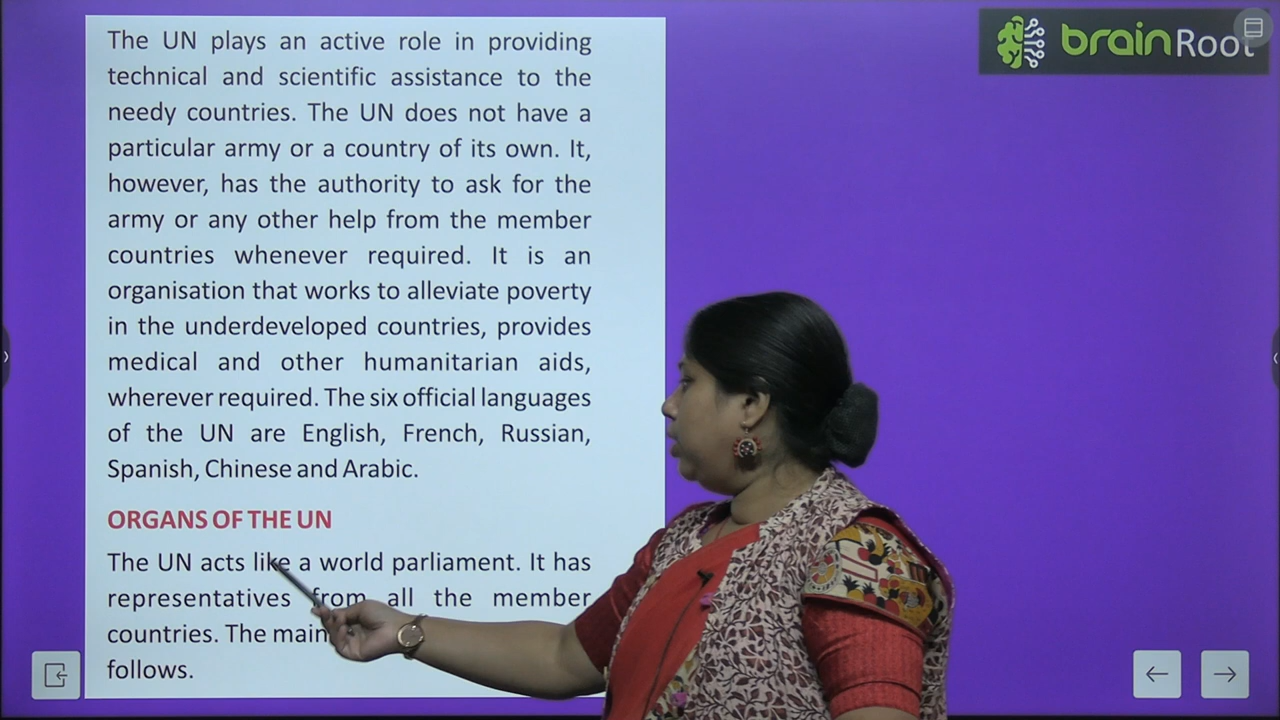 The UN plays an active role in providing
technical and scientific assistance to the
needy countries. The UN does not have a
particular army or a country of its own. It,
however, has the authority to ask for the
army or any other help from the member
countries whenever required. It is an
organisation that works to alleviate poverty
in the underdeveloped countries, provides
medical and other humanitarian aids,
wherever required. The six official languages
of the UN are English, French, Russian,
Spanish, Chinese and Arabic.
ORGANS OF THE UN
The UN acts like a world parliament. It has
representatives from all the member
countries. The main
follows.
brainRoot